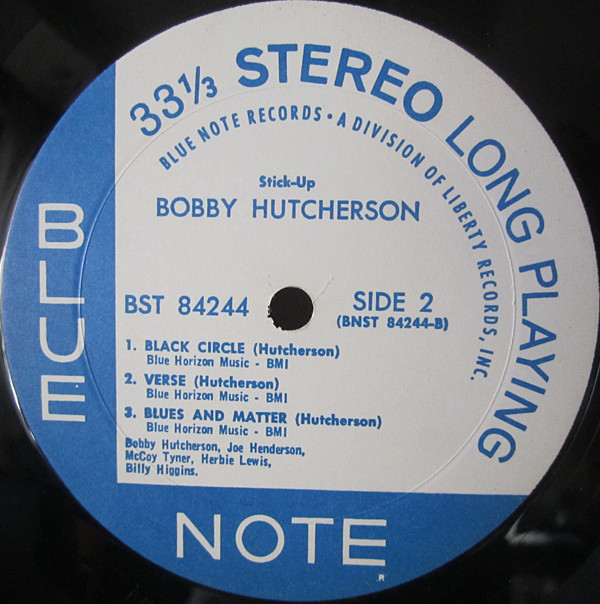 33⅓ STEREO LONG PLAYING
BLUE NOTE RECORDS • A DIVISION OF LIBERTY RECORDS, INC.
Stick-Up
BOBBY HUTCHERSON
BST 84244
SIDE 2
(BNST 84244-B)
1. BLACK CIRCLE (Hutcherson)
Blue Horizon Music - BMI
2. VERSE (Hutcherson)
Blue Horizon Music - BMI
3. BLUES AND MATTER (Hutcherson)
Blue Horizon Music - BMI
Bobby Hutcherson, Joe Henderson,
McCoy Tyner, Herbie Lewis,
Billy Higgins.
BLUE
NOTE